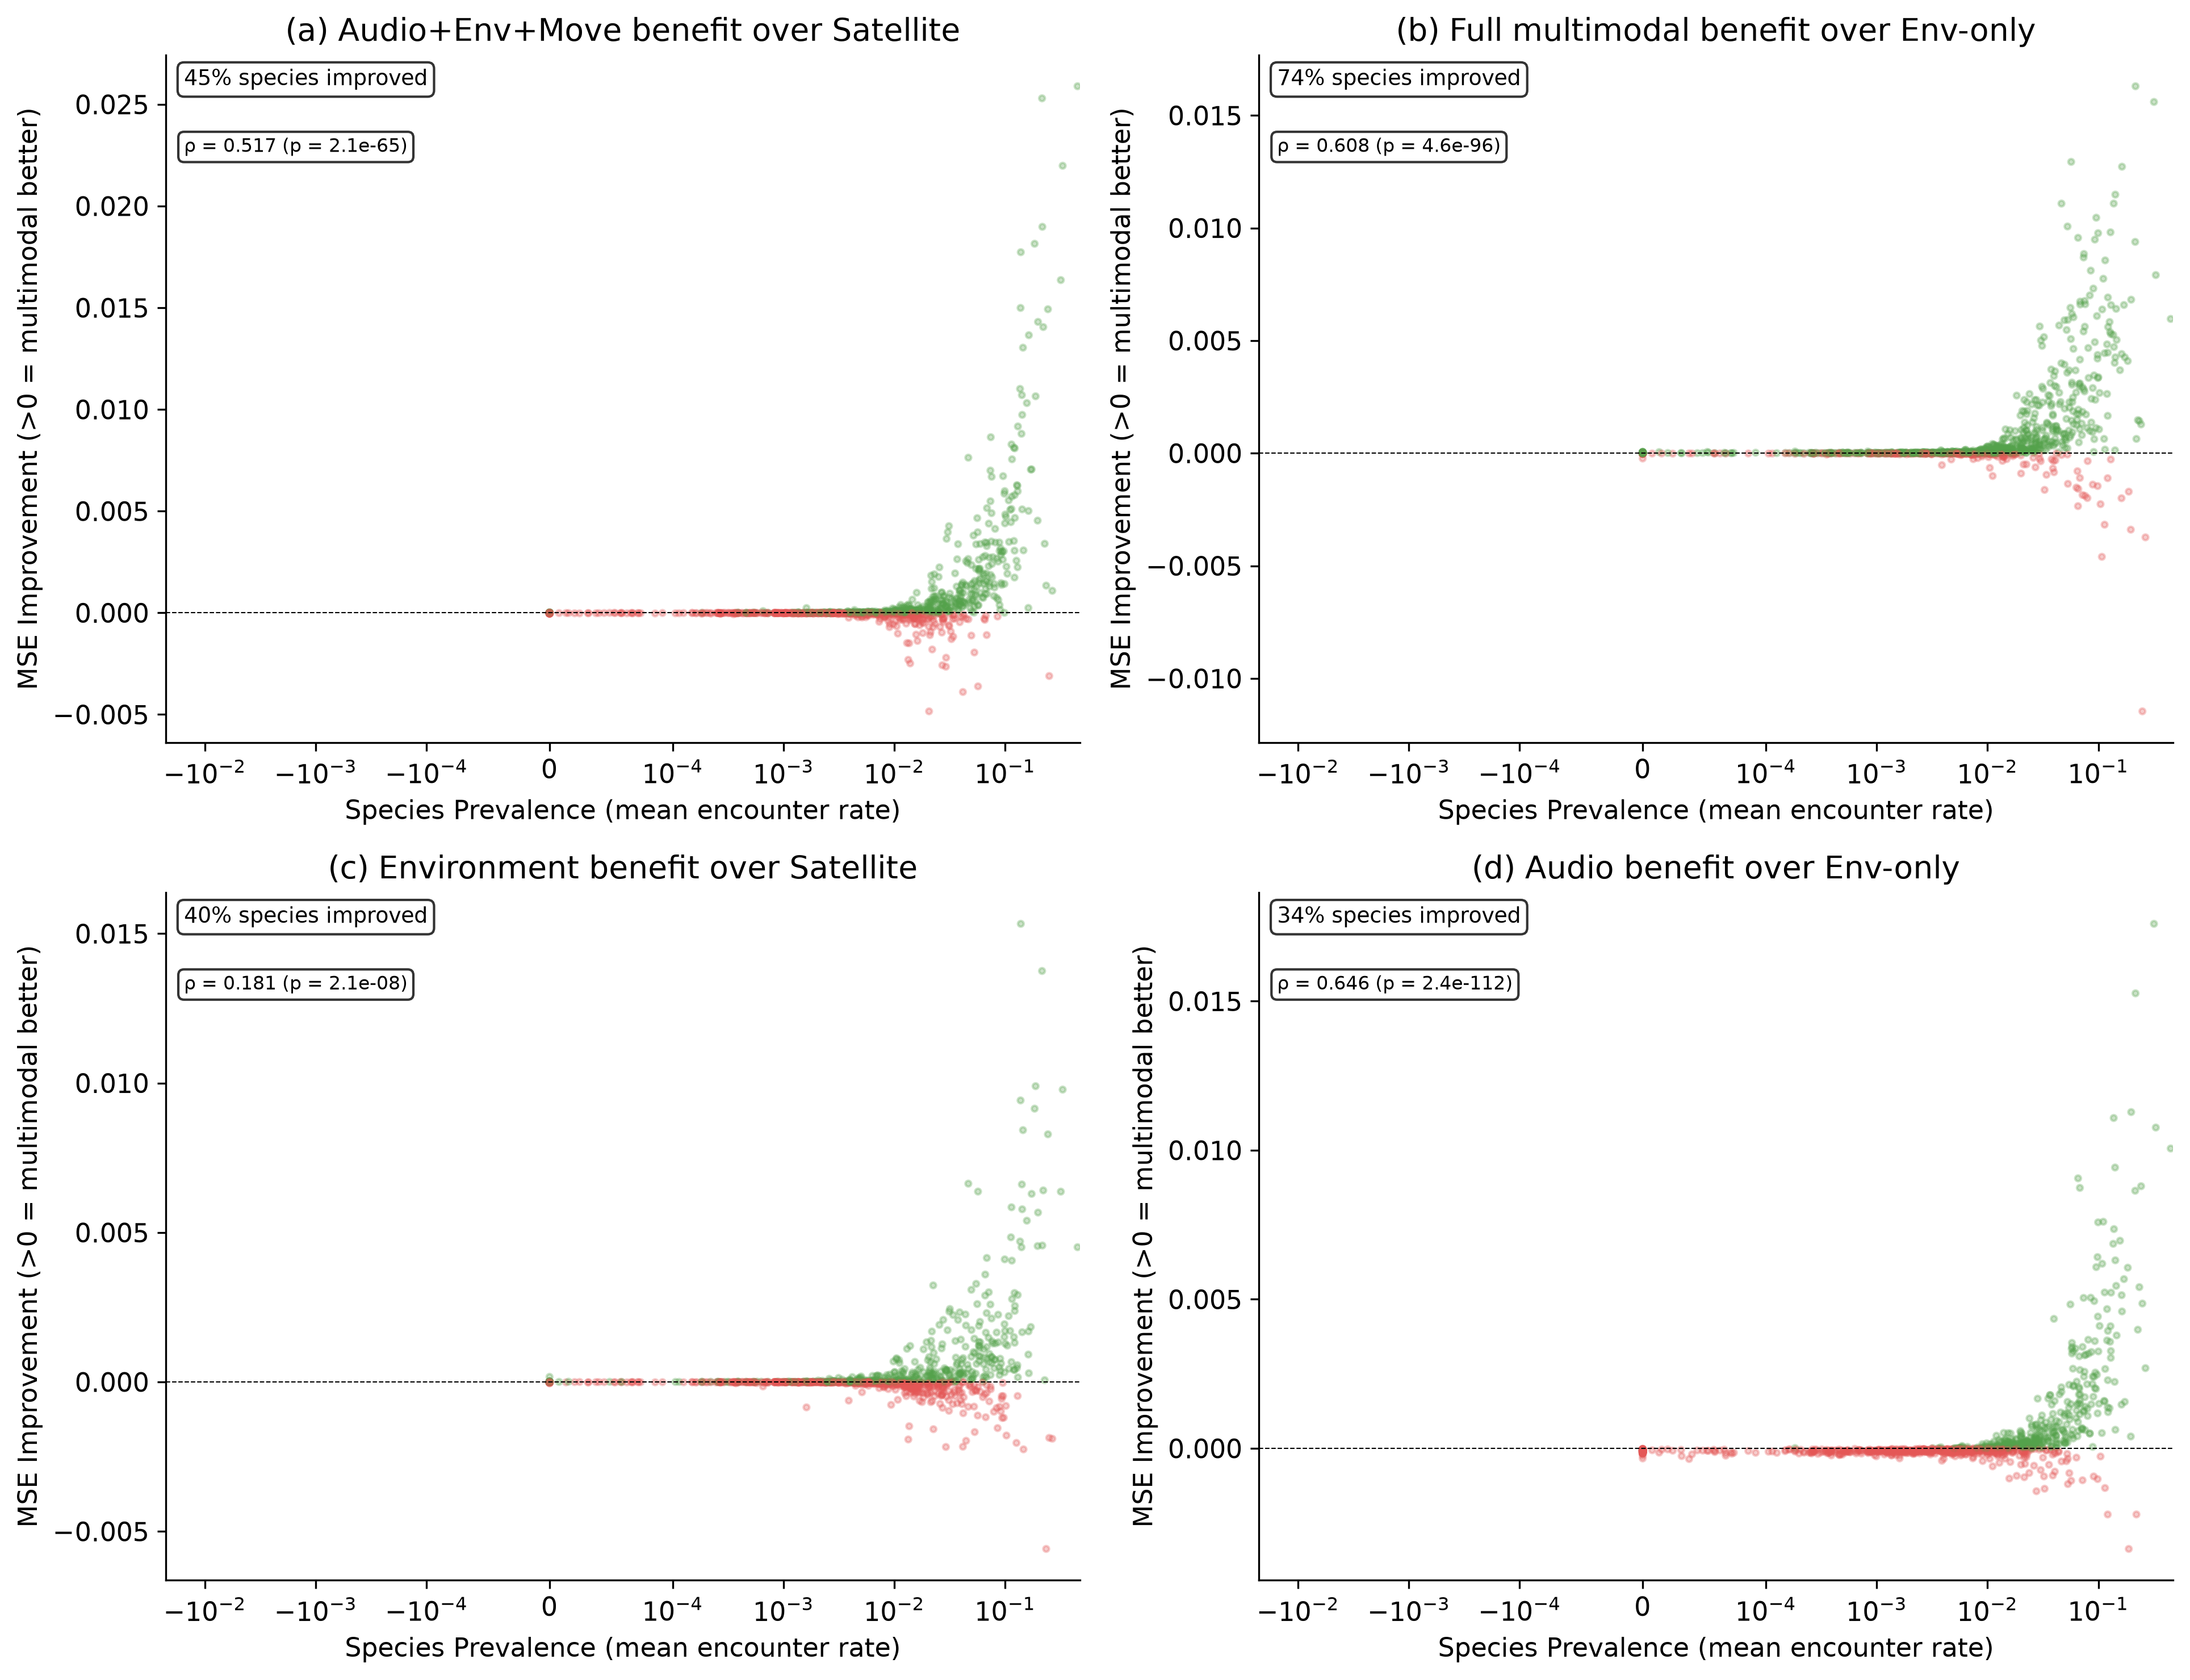 (a) Audio+Env+Move benefit over Satellite
45% species improved
ρ = 0.517 (p = 2.1e-65)
MSE Improvement (>0 = multimodal better)
0.025
0.020
0.015
0.010
0.005
0.000
−0.005
−10⁻² −10⁻³ −10⁻⁴ 0 10⁻⁴ 10⁻³ 10⁻² 10⁻¹
Species Prevalence (mean encounter rate)
(b) Full multimodal benefit over Env-only
74% species improved
ρ = 0.608 (p = 4.6e-96)
MSE Improvement (>0 = multimodal better)
0.015
0.010
0.005
0.000
−0.005
−0.010
−10⁻² −10⁻³ −10⁻⁴ 0 10⁻⁴ 10⁻³ 10⁻² 10⁻¹
Species Prevalence (mean encounter rate)
(c) Environment benefit over Satellite
40% species improved
ρ = 0.181 (p = 2.1e-08)
MSE Improvement (>0 = multimodal better)
0.015
0.010
0.005
0.000
−0.005
−10⁻² −10⁻³ −10⁻⁴ 0 10⁻⁴ 10⁻³ 10⁻² 10⁻¹
Species Prevalence (mean encounter rate)
(d) Audio benefit over Env-only
34% species improved
ρ = 0.646 (p = 2.4e-112)
MSE Improvement (>0 = multimodal better)
0.015
0.010
0.005
0.000
−10⁻² −10⁻³ −10⁻⁴ 0 10⁻⁴ 10⁻³ 10⁻² 10⁻¹
Species Prevalence (mean encounter rate)